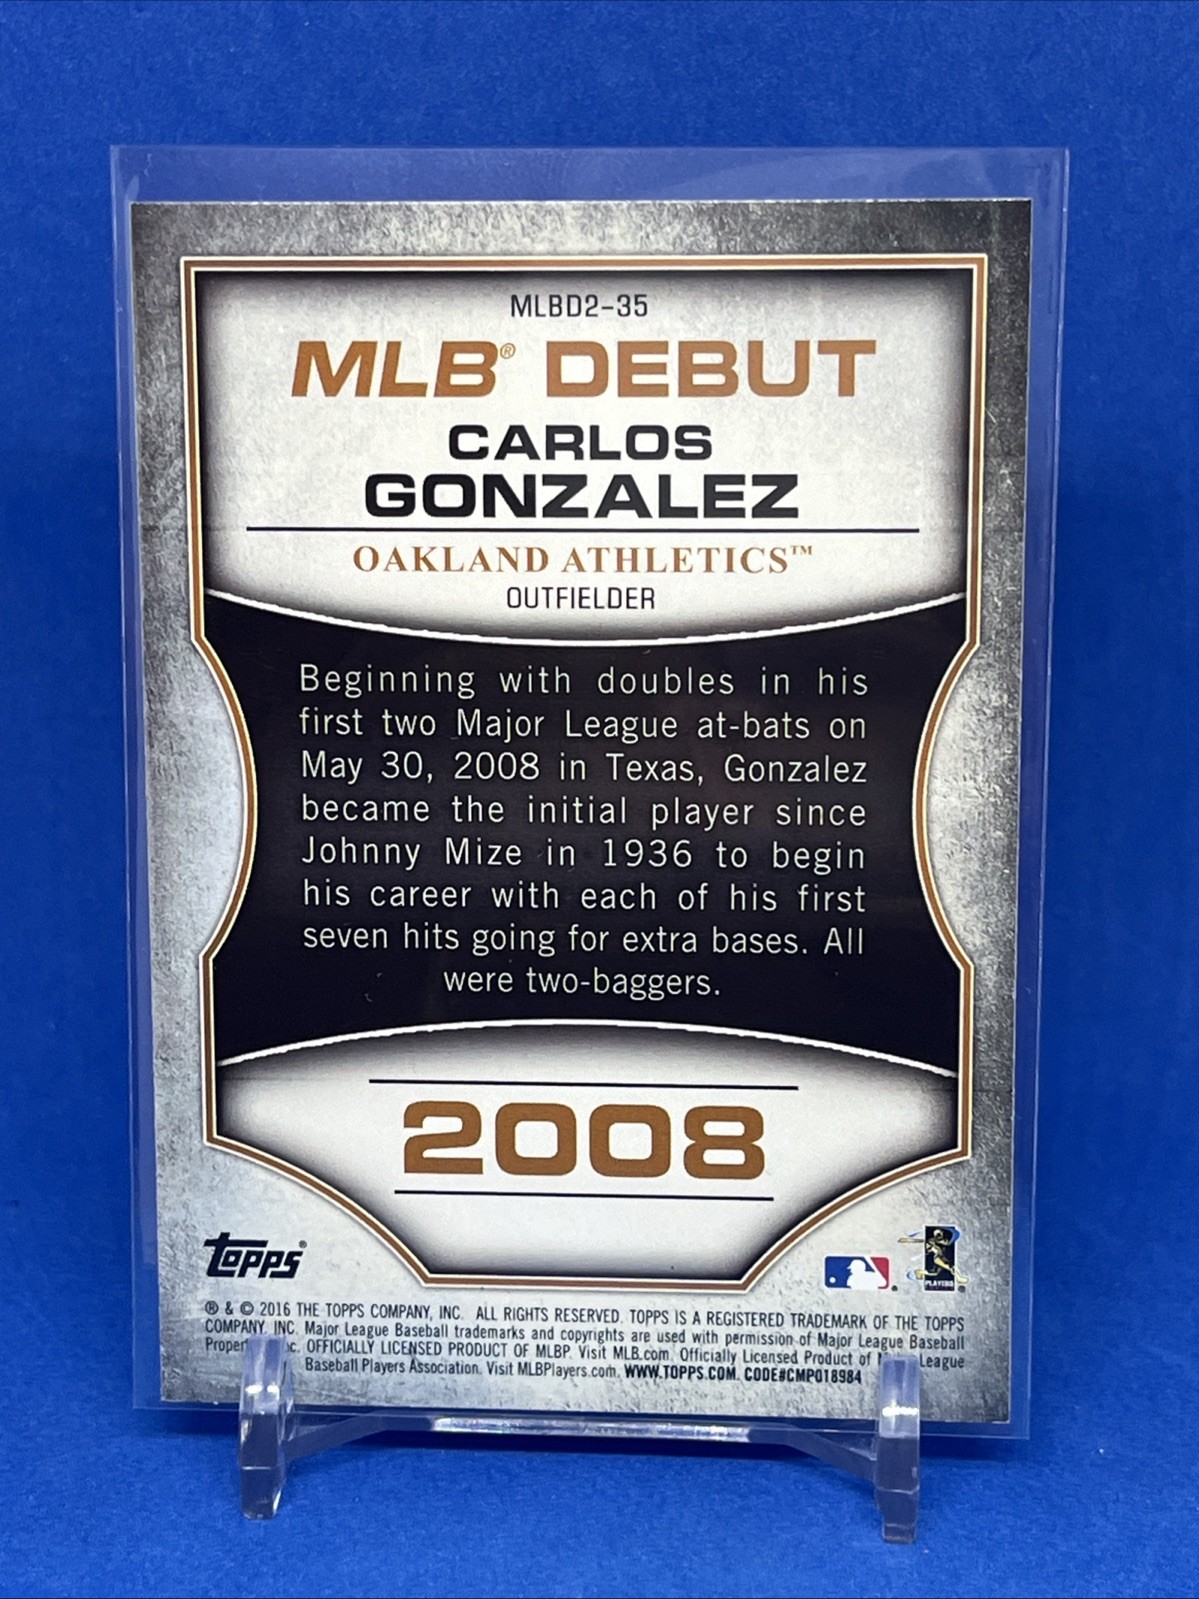 MLBD2-35
MLB® DEBUT
CARLOS
GONZALEZ
OAKLAND ATHLETICS™
OUTFIELDER
Beginning with doubles in his
first two Major League at-bats on
May 30, 2008 in Texas, Gonzalez
became the initial player since
Johnny Mize in 1936 to begin
his career with each of his first
seven hits going for extra bases. All
were two-baggers.
2008
topps®
PLAYERS
® & © 2016 THE TOPPS COMPANY, INC. ALL RIGHTS RESERVED. TOPPS IS A REGISTERED TRADEMARK OF THE TOPPS
COMPANY, INC. Major League Baseball trademarks and copyrights are used with permission of Major League Baseball
OFFICIALLY LICENSED PRODUCT OF MLBP. Visit MLB.com. Officially Licensed Product of League
Baseball Players Association. Visit MLBPlayers.com. WWW.TOPPS.COM. CODE#CMP018984